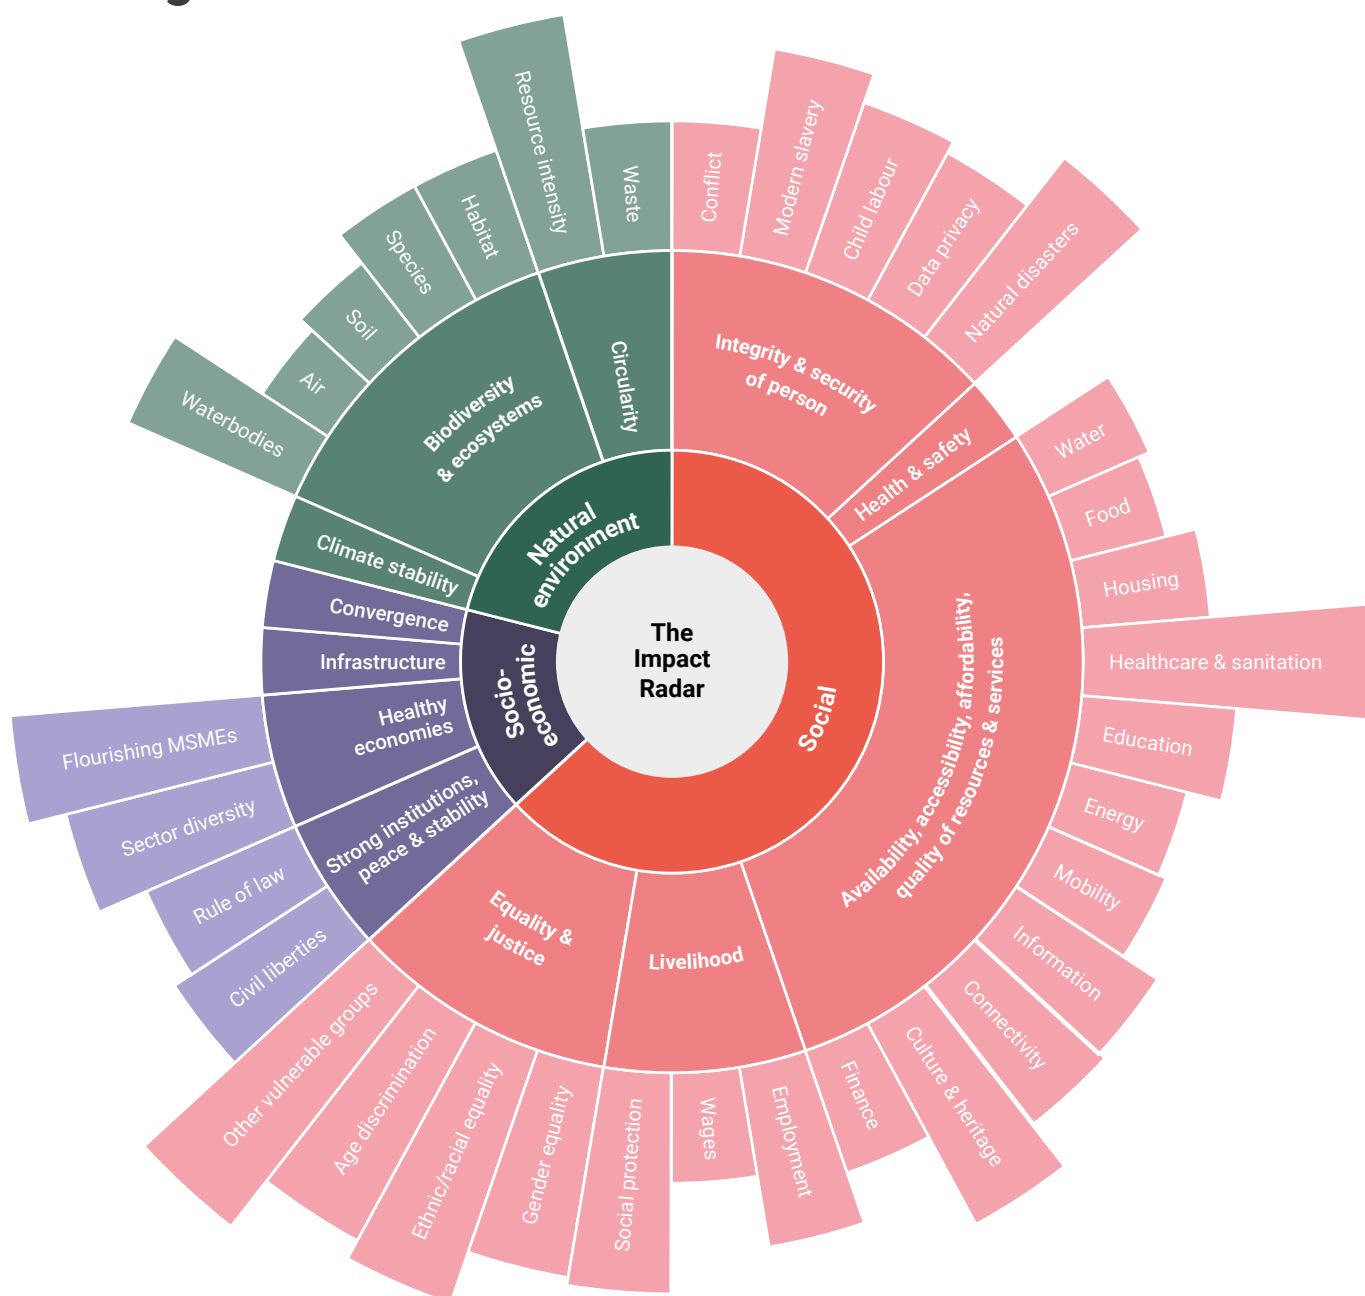 The
Impact
Radar
Social
Integrity & security
of person
Conflict
Modern slavery
Child labour
Data privacy
Natural disasters
Health & safety
Availability, accessibility, affordability,
quality of resources & services
Water
Food
Housing
Healthcare & sanitation
Education
Energy
Mobility
Information
Connectivity
Culture & heritage
Finance
Livelihood
Employment
Wages
Social protection
Equality &
justice
Gender equality
Ethnic/racial equality
Age discrimination
Other vulnerable groups
Socio-
economic
Strong institutions,
peace & stability
Civil liberties
Rule of law
Healthy
economies
Sector diversity
Flourishing MSMEs
Infrastructure
Convergence
Natural
environment
Climate stability
Biodiversity
& ecosystems
Waterbodies
Air
Soil
Species
Habitat
Circularity
Resource intensity
Waste